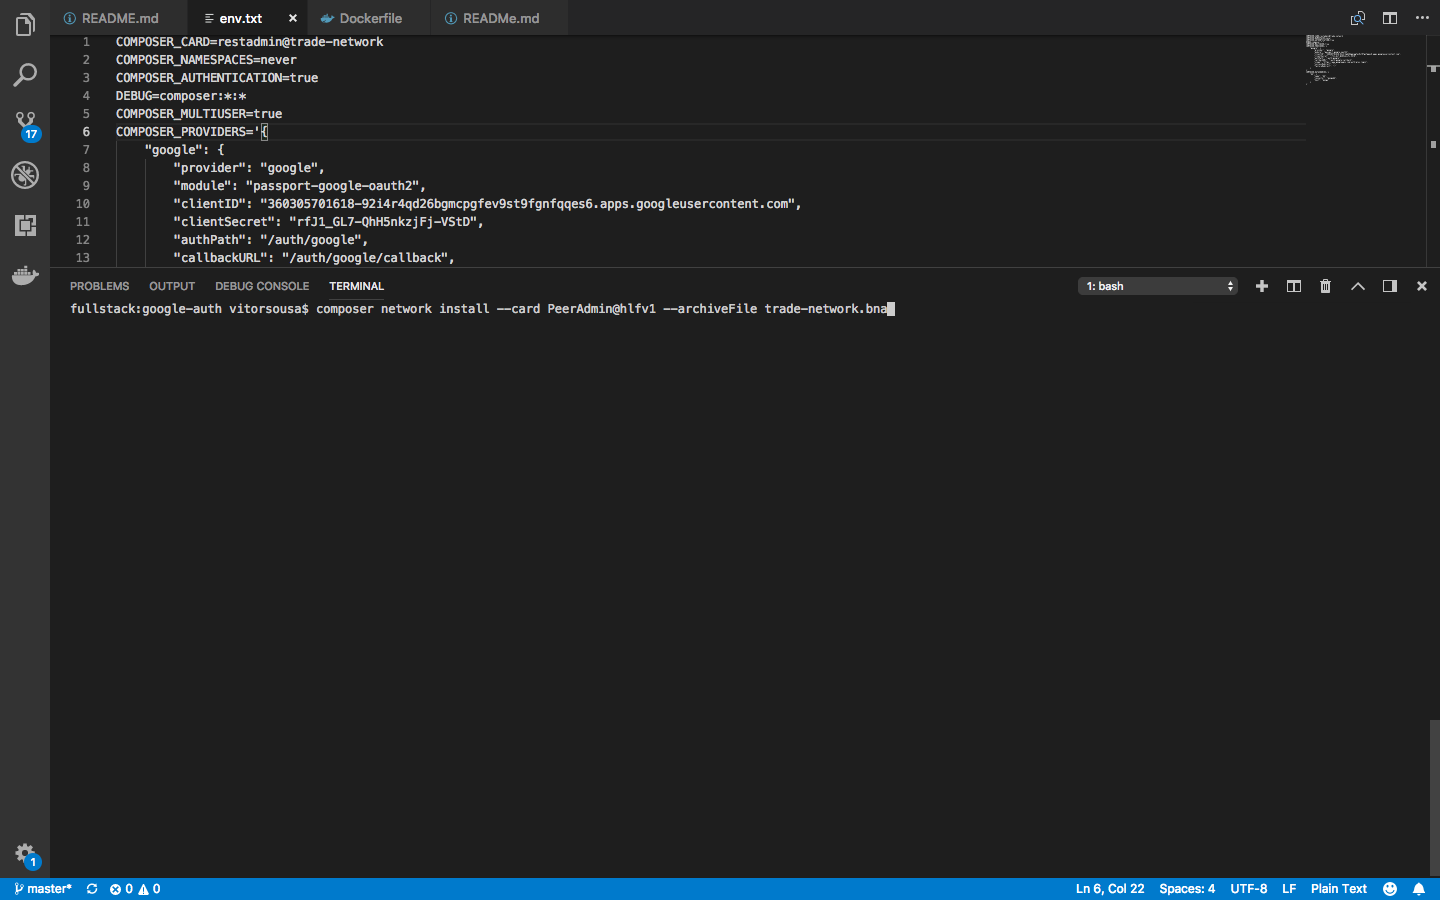 README.md env.txt Dockerfile READMe.md
1 COMPOSER_CARD=restadmin@trade-network
2 COMPOSER_NAMESPACES=never
3 COMPOSER_AUTHENTICATION=true
4 DEBUG=composer:*:*
5 COMPOSER_MULTIUSER=true
6 COMPOSER_PROVIDERS='{
7 "google": {
8 "provider": "google",
9 "module": "passport-google-oauth2",
10 "clientID": "360305701618-92i4r4qd26bgmcpgfev9st9fgnfqqes6.apps.googleusercontent.com",
11 "clientSecret": "rfJ1_GL7-QhH5nkzjFj-VStD",
12 "authPath": "/auth/google",
13 "callbackURL": "/auth/google/callback",
17
PROBLEMS OUTPUT DEBUG CONSOLE TERMINAL 1: bash
fullstack:google-auth vitorsousa$ composer network install --card PeerAdmin@hlfv1 --archiveFile trade-network.bna
1
master* 0 0 Ln 6, Col 22 Spaces: 4 UTF-8 LF Plain Text